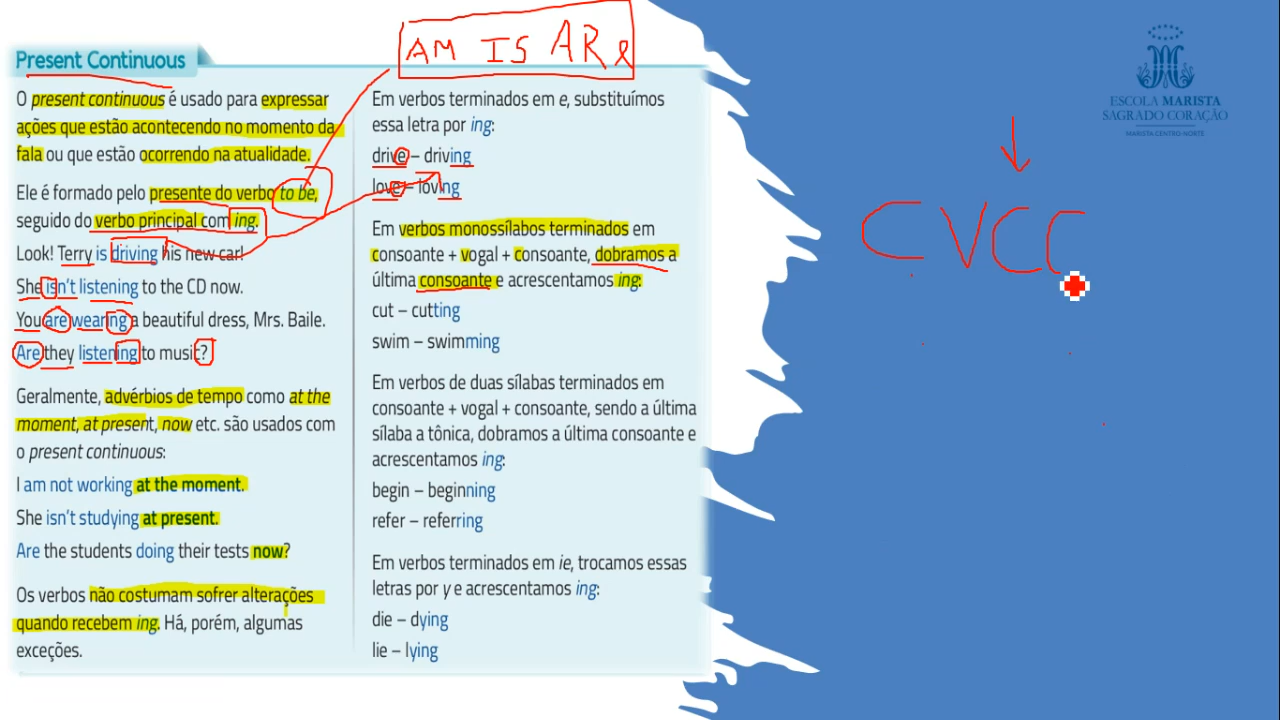 AM IS ARe
Present Continuous
O present continuous é usado para expressar
ações que estão acontecendo no momento da
fala ou que estão ocorrendo na atualidade.
Ele é formado pelo presente do verbo to be,
seguido do verbo principal com ing.
Look! Terry is driving his new car!
She isn't listening to the CD now.
You are wearing a beautiful dress, Mrs. Baile.
Are they listening to music?
Geralmente, advérbios de tempo como at the
moment, at present, now etc. são usados com
o present continuous:
I am not working at the moment.
She isn't studying at present.
Are the students doing their tests now?
Os verbos não costumam sofrer alterações
quando recebem ing. Há, porém, algumas
exceções.
Em verbos terminados em e, substituímos
essa letra por ing:
drive – driving
love – loving
Em verbos monossílabos terminados em
consoante + vogal + consoante, dobramos a
última consoante e acrescentamos ing:
cut – cutting
swim – swimming
Em verbos de duas sílabas terminados em
consoante + vogal + consoante, sendo a última
sílaba a tônica, dobramos a última consoante e
acrescentamos ing:
begin – beginning
refer – referring
Em verbos terminados em ie, trocamos essas
letras por y e acrescentamos ing:
die – dying
lie – lying
ESCOLA MARISTA
SAGRADO CORAÇÃO
MARISTA CENTRO-NORTE
CVCC